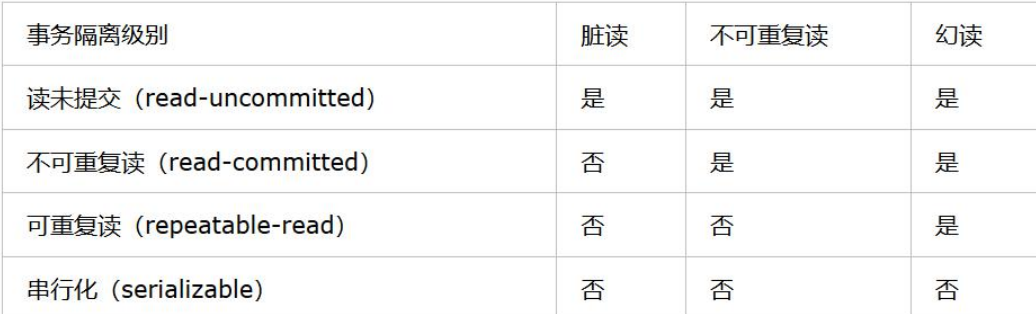 事务隔离级别 脏读 不可重复读 幻读
读未提交（read-uncommitted） 是 是 是
不可重复读（read-committed） 否 是 是
可重复读（repeatable-read） 否 否 是
串行化（serializable） 否 否 否